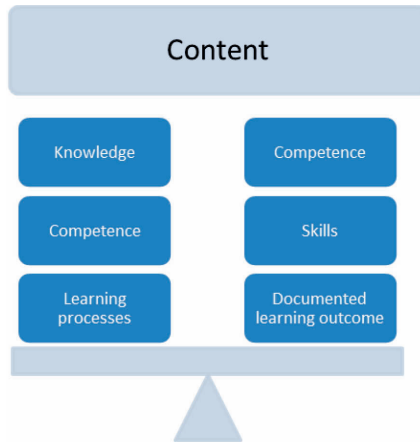 Content
Knowledge
Competence
Competence
Skills
Learning
processes
Documented
learning outcome